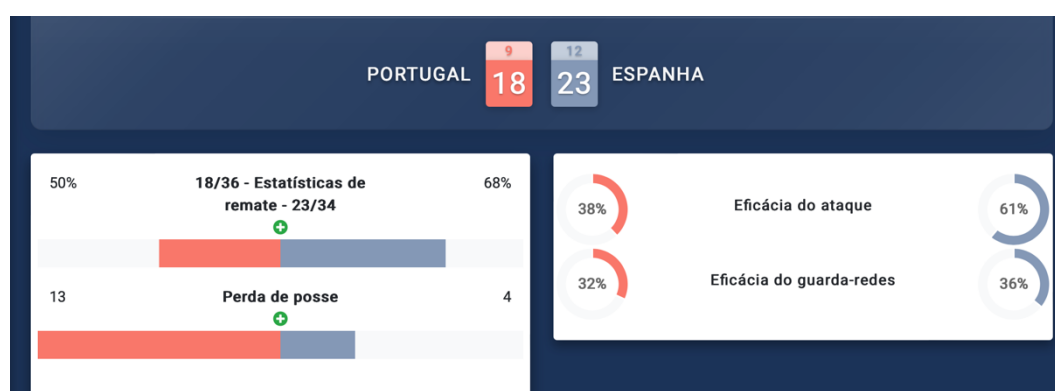 9
12
PORTUGAL
18
23
ESPANHA
50%
18/36 - Estatísticas de
remate - 23/34
68%
13
Perda de posse
4
38%
Eficácia do ataque
61%
32%
Eficácia do guarda-redes
36%